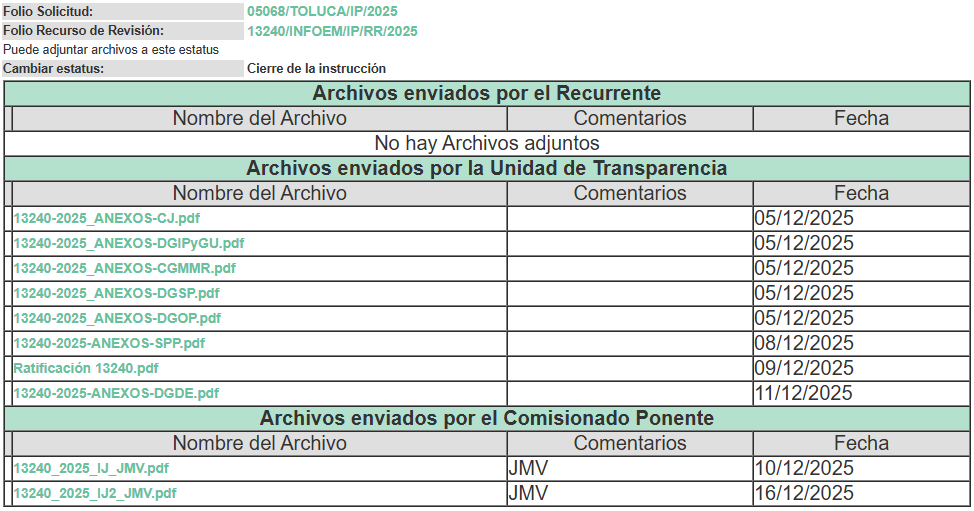 Folio Solicitud: 05068/TOLUCA/IP/2025
Folio Recurso de Revisión: 13240/INFOEM/IP/RR/2025
Puede adjuntar archivos a este estatus
Cambiar estatus: Cierre de la instrucción
Archivos enviados por el Recurrente
Nombre del Archivo Comentarios Fecha
No hay Archivos adjuntos
Archivos enviados por la Unidad de Transparencia
Nombre del Archivo Comentarios Fecha
13240-2025_ANEXOS-CJ.pdf 05/12/2025
13240-2025_ANEXOS-DGIPyGU.pdf 05/12/2025
13240-2025_ANEXOS-CGMMR.pdf 05/12/2025
13240-2025_ANEXOS-DGSP.pdf 05/12/2025
13240-2025_ANEXOS-DGOP.pdf 05/12/2025
13240-2025-ANEXOS-SPP.pdf 08/12/2025
Ratificación 13240.pdf 09/12/2025
13240-2025-ANEXOS-DGDE.pdf 11/12/2025
Archivos enviados por el Comisionado Ponente
Nombre del Archivo Comentarios Fecha
13240_2025_IJ_JMV.pdf JMV 10/12/2025
13240_2025_IJ2_JMV.pdf JMV 16/12/2025